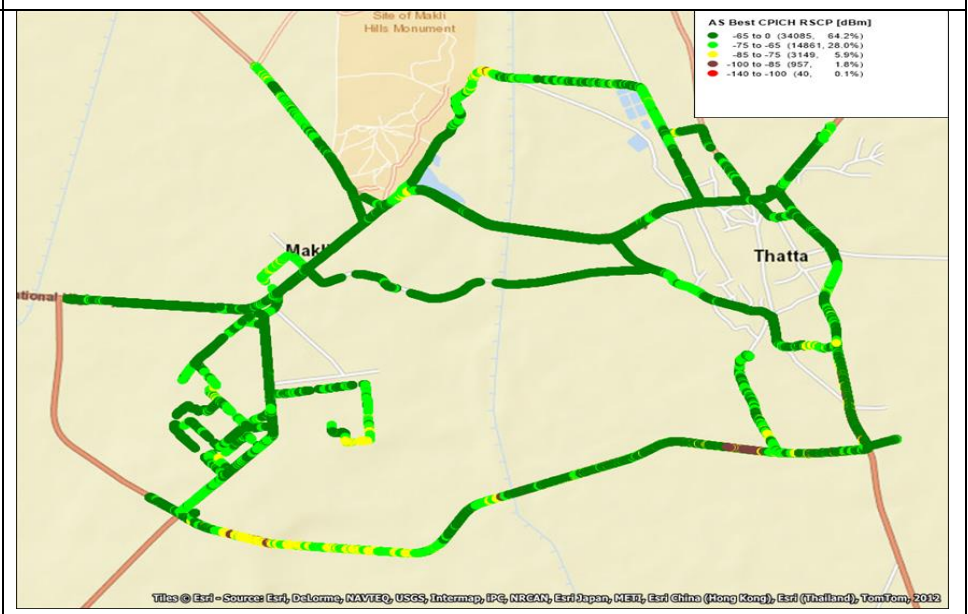 Site of Makli
Hills Monument
AS Best CPICH RSCP [dBm]
-65 to 0 (34085, 64.2%)
-75 to -65 (14861, 28.0%)
-85 to -75 (3149, 5.9%)
-100 to -85 (957, 1.8%)
-140 to -100 (40, 0.1%)
Makli
Thatta
ational
Tiles © Esri - Source: Esri, DeLorme, NAVTEQ, USGS, Intermap, iPC, NRCAN, Esri Japan, METI, Esri China (Hong Kong), Esri (Thailand), TomTom, 2012